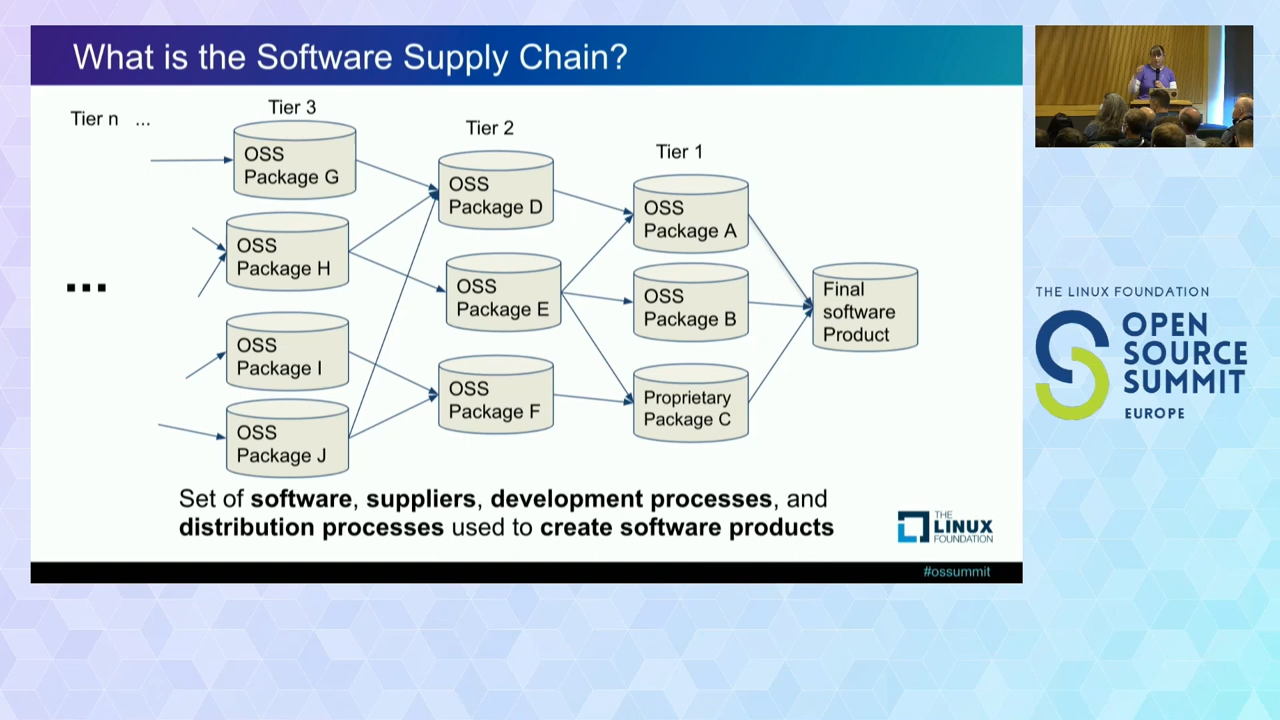 What is the Software Supply Chain?
Tier n ...
Tier 3
Tier 2
Tier 1
OSS
Package G
OSS
Package H
OSS
Package I
OSS
Package J
OSS
Package D
OSS
Package E
OSS
Package F
OSS
Package A
OSS
Package B
Proprietary
Package C
Final
software
Product
...
Set of software, suppliers, development processes, and
distribution processes used to create software products
THE
LINUX
FOUNDATION
#ossummit
THE LINUX FOUNDATION
OPEN
SOURCE
SUMMIT
EUROPE